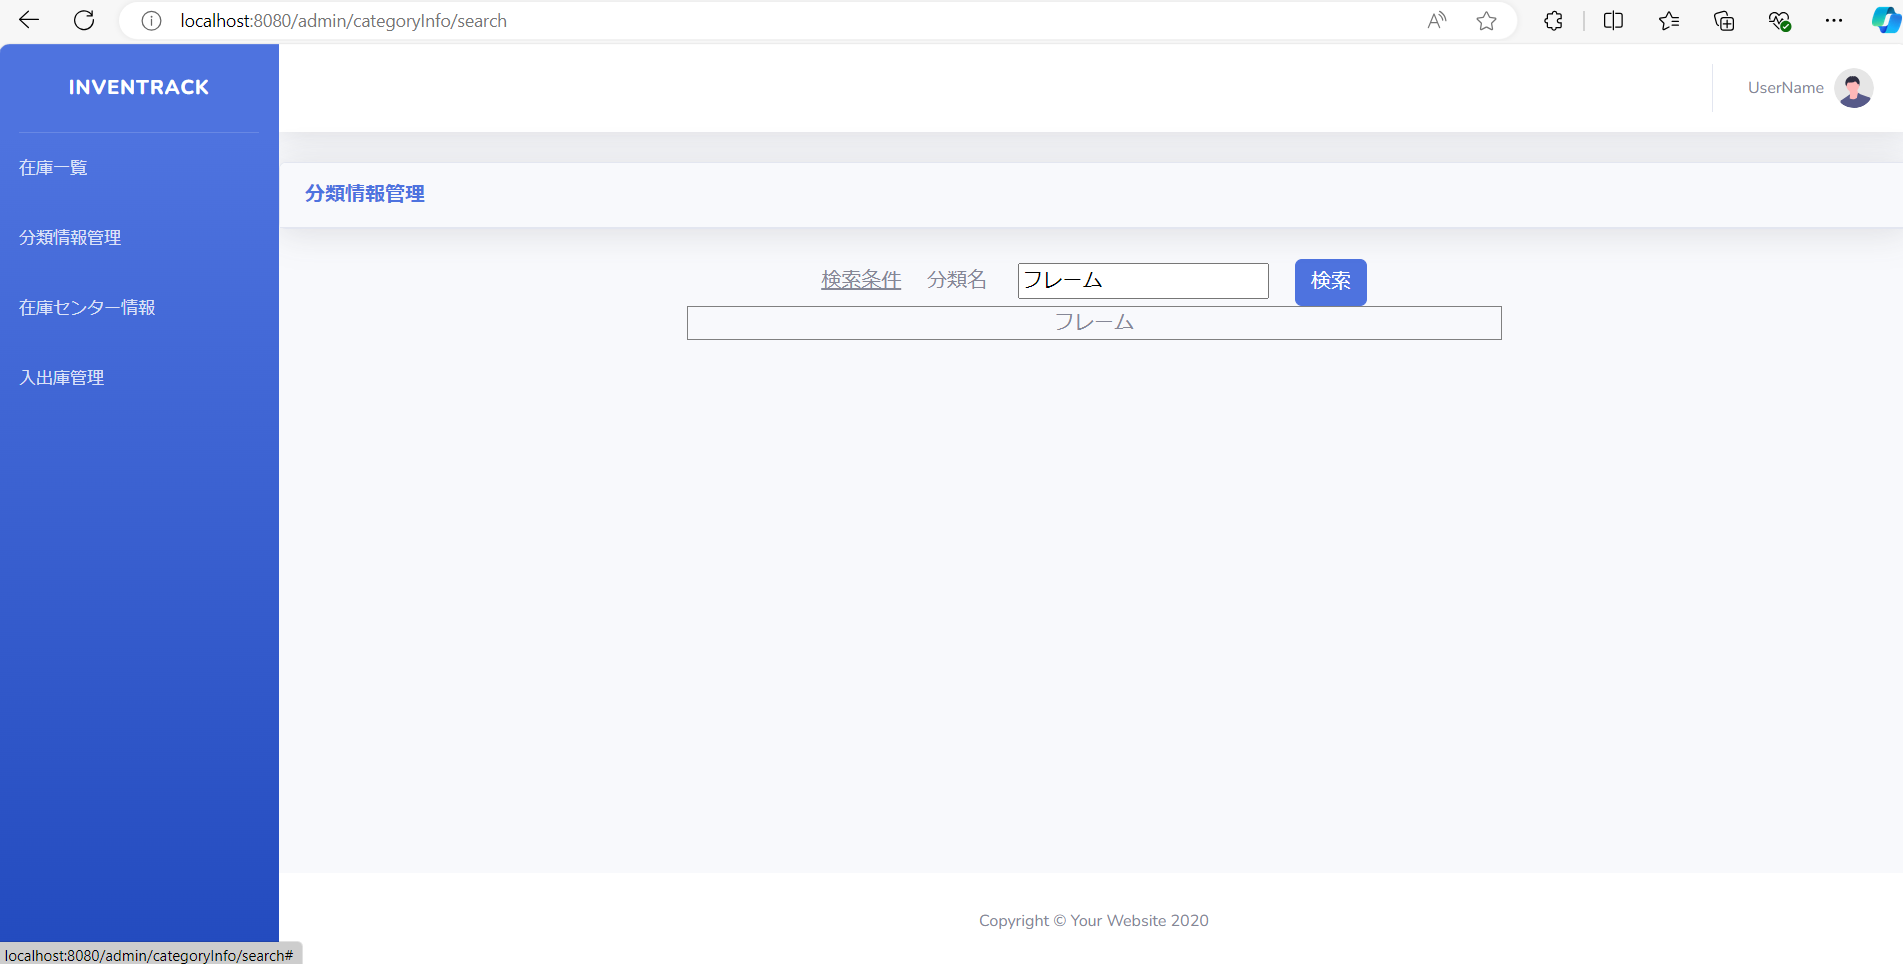 localhost:8080/admin/categoryInfo/search
INVENTRACK
UserName
在庫一覧
分類情報管理
在庫センター情報
入出庫管理
分類情報管理
検索条件 分類名 フレーム 検索
フレーム
Copyright © Your Website 2020
localhost:8080/admin/categoryInfo/search#